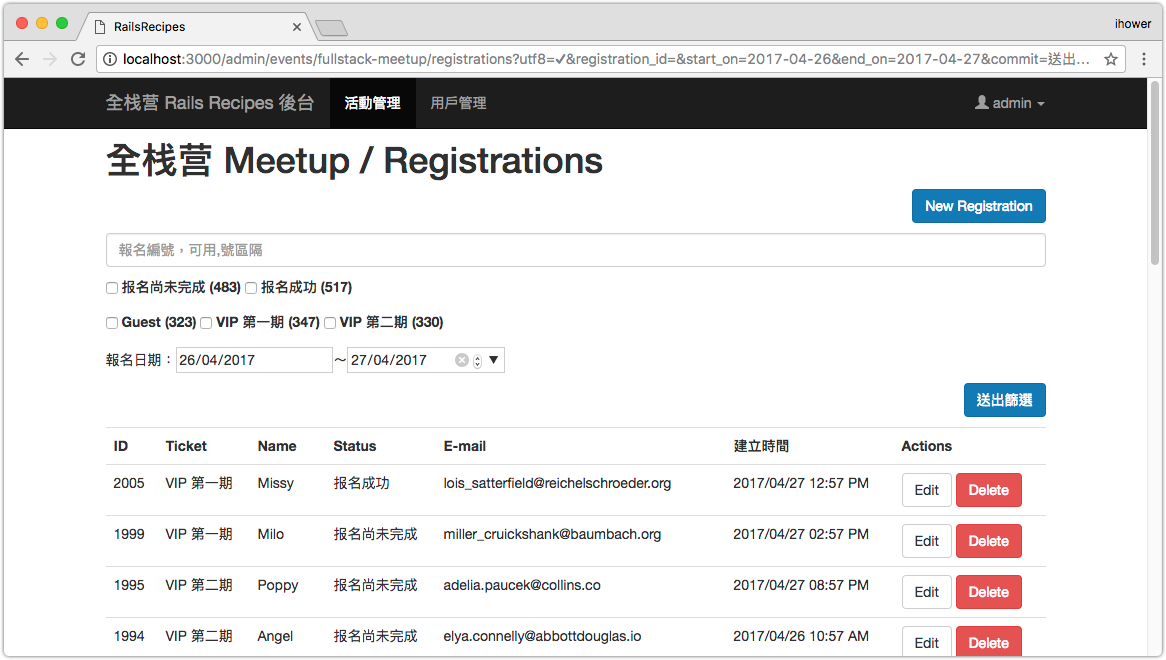 RailsRecipes
ihower
localhost:3000/admin/events/fullstack-meetup/registrations?utf8=✓&registration_id=&start_on=2017-04-26&end_on=2017-04-27&commit=送出...
全栈营 Rails Recipes 後台 活動管理 用戶管理 admin
全栈营 Meetup / Registrations
New Registration
報名編號，可用,號區隔
报名尚未完成 (483) 报名成功 (517)
Guest (323) VIP 第一期 (347) VIP 第二期 (330)
報名日期：26/04/2017 ～ 27/04/2017
送出篩選
ID Ticket Name Status E-mail 建立時間 Actions
2005 VIP 第一期 Missy 报名成功 lois_satterfield@reichelschroeder.org 2017/04/27 12:57 PM Edit Delete
1999 VIP 第一期 Milo 报名尚未完成 miller_cruickshank@baumbach.org 2017/04/27 02:57 PM Edit Delete
1995 VIP 第二期 Poppy 报名尚未完成 adelia.paucek@collins.co 2017/04/27 08:57 PM Edit Delete
1994 VIP 第二期 Angel 报名尚未完成 elya.connelly@abbottdouglas.io 2017/04/26 10:57 AM Edit Delete